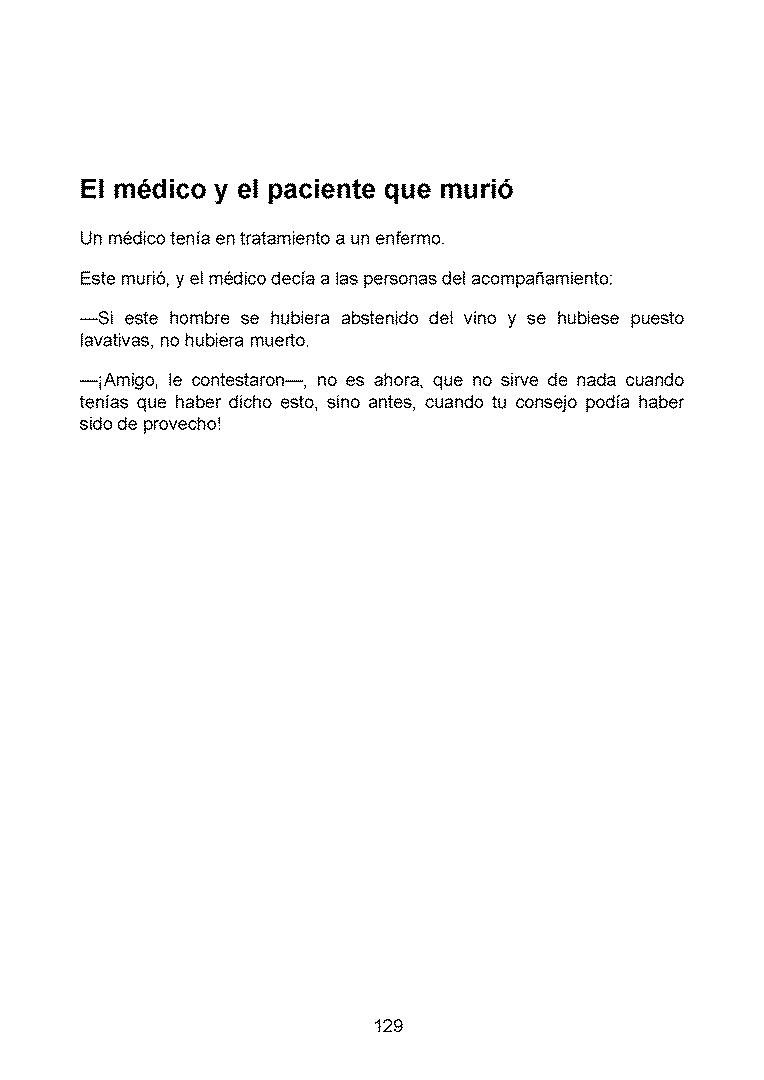 El médico y el paciente que murió
Un médico tenía en tratamiento a un enfermo.
Este murió, y el médico decía a las personas del acompañamiento:
—Si este hombre se hubiera abstenido del vino y se hubiese puesto
lavativas, no hubiera muerto.
—¡Amigo, le contestaron—, no es ahora, que no sirve de nada cuando
tenías que haber dicho esto, sino antes, cuando tu consejo podía haber
sido de provecho!
129